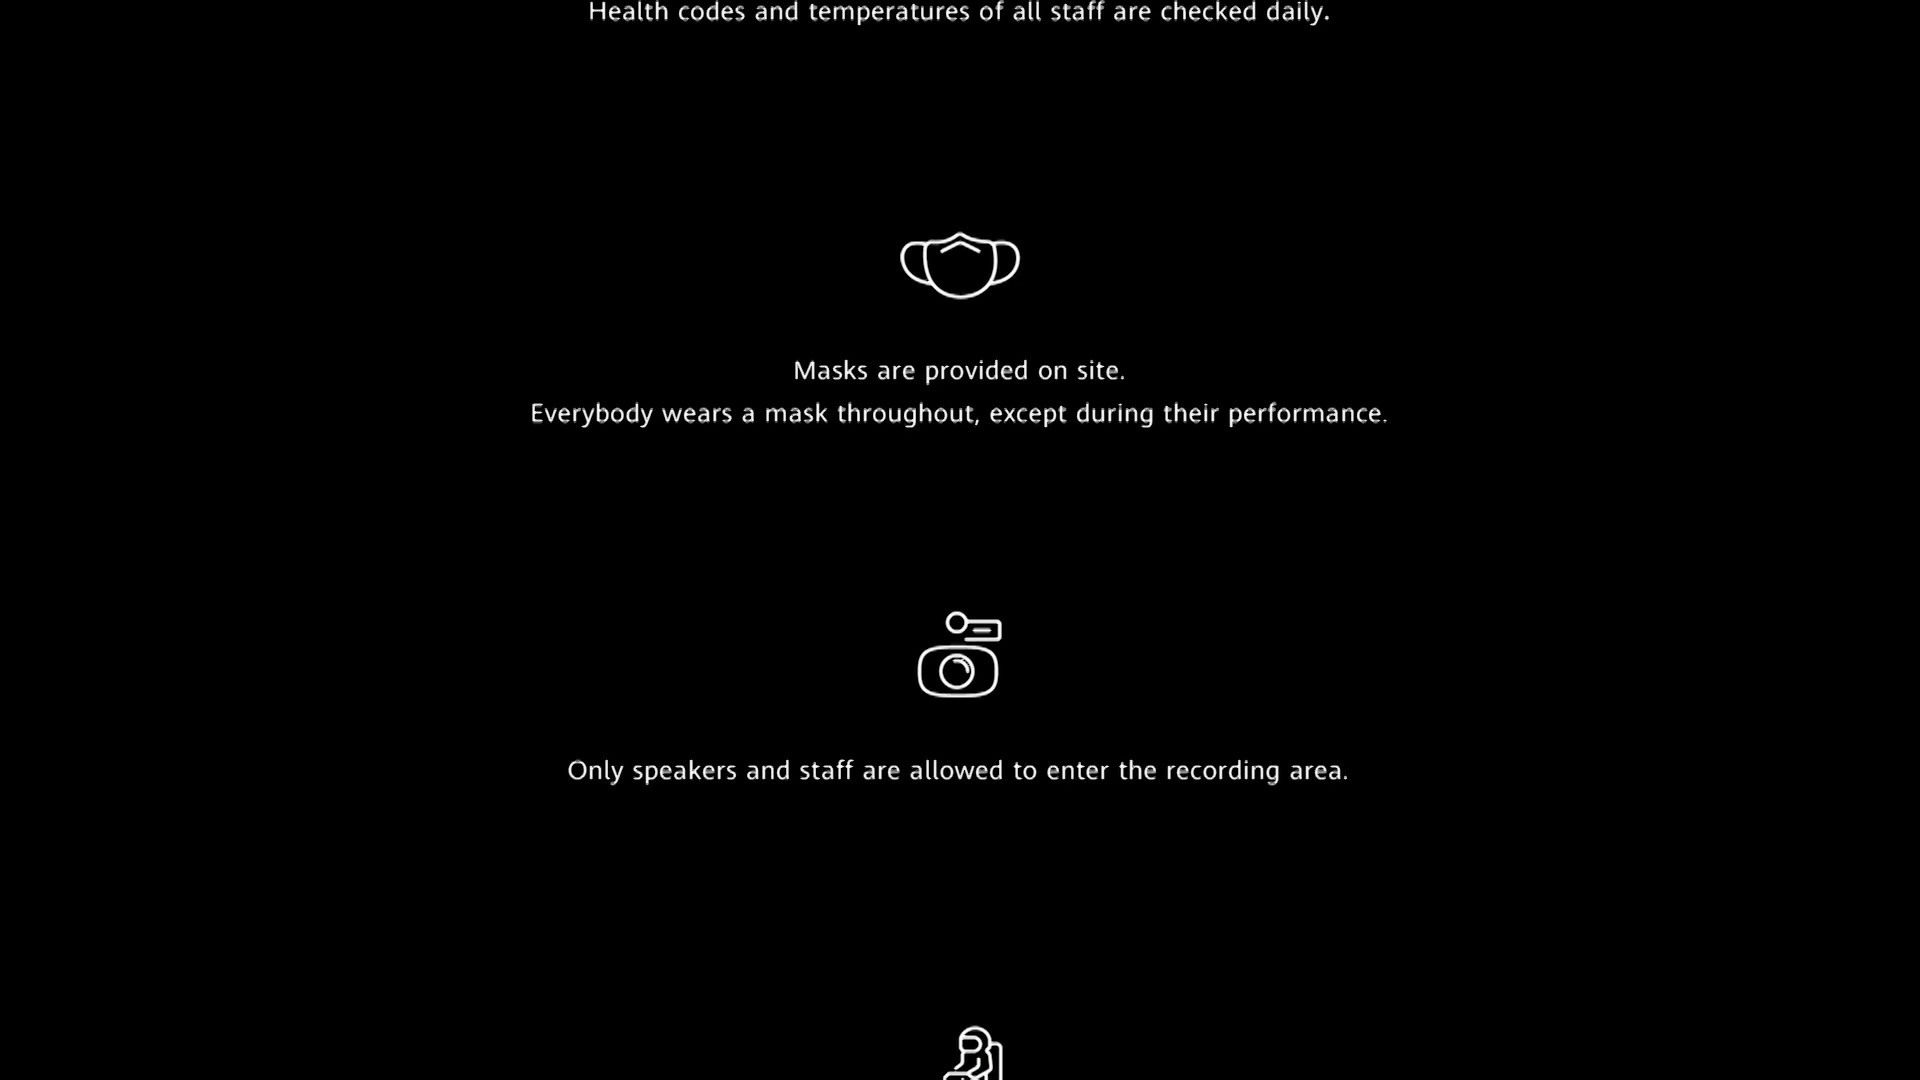 Health codes and temperatures of all staff are checked daily.
Masks are provided on site.
Everybody wears a mask throughout, except during their performance.
Only speakers and staff are allowed to enter the recording area.